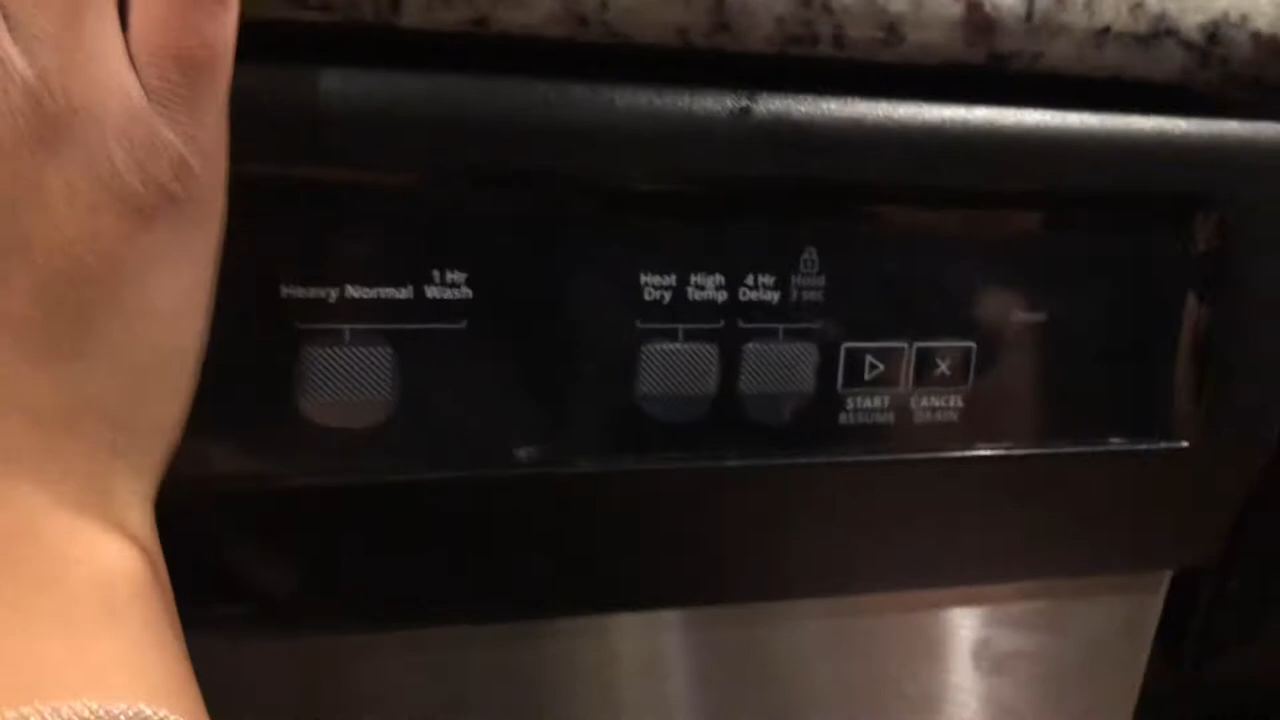 Heavy Normal 1 Hr Wash
Heat Dry
High Temp
4 Hr Delay
Hold 3 sec
START RESUME
CANCEL DRAIN